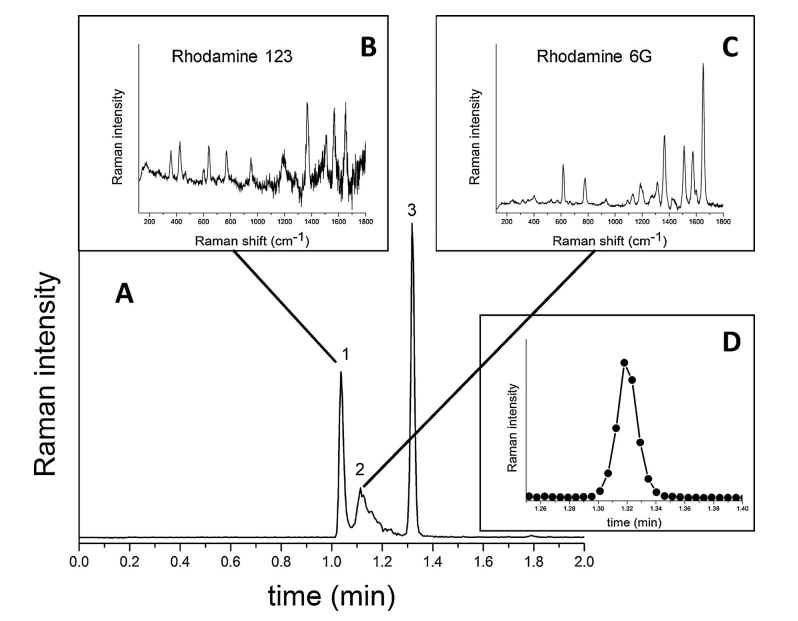 B
Rhodamine 123
Raman intensity
200 400 600 800 1000 1200 1400 1600 1800
Raman shift (cm-1)
C
Rhodamine 6G
Raman intensity
200 400 600 800 1000 1200 1400 1600 1800
Raman shift (cm-1)
A
1
2
3
Raman intensity
0.0 0.2 0.4 0.6 0.8 1.0 1.2 1.4 1.6 1.8 2.0
time (min)
D
Raman intensity
1.26 1.28 1.30 1.32 1.34 1.36 1.38 1.40
time (min)